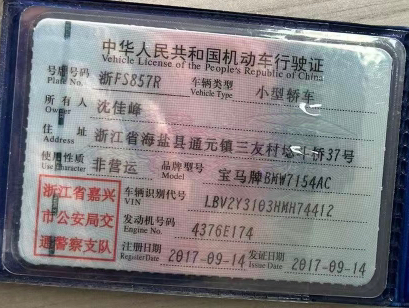 中华人民共和国机动车行驶证
Vehicle License of the People's Republic of China
号牌号码 浙FS857R 车辆类型 小型轿车
Plate No. Vehicle Type
所有人 沈佳峰
Owner
住址 浙江省海盐县通元镇三友村 桥37号
Address
使用性质 非营运 品牌型号 宝马牌BMW7154AC
Use Character Model
浙江省嘉兴市公安局交通警察支队
车辆识别代号 LBV2Y3103HMH74412
VIN
发动机号码 4376E174
Engine No.
注册日期 2017-09-14 发证日期 2017-09-14
Register Date Issue Date